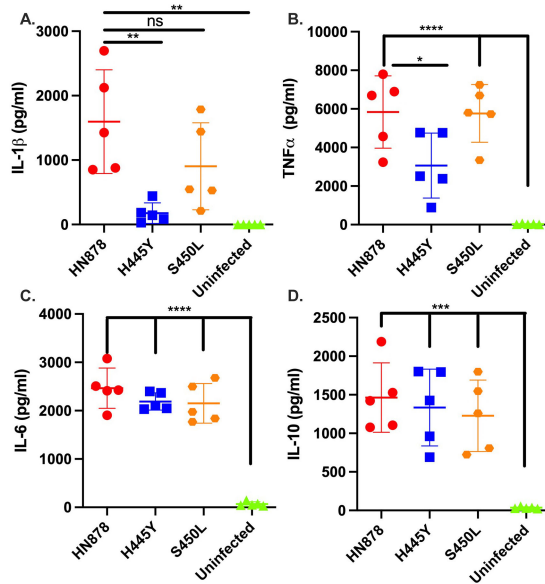 A.
**
ns
**
IL-1β (pg/ml)
3000
2000
1000
0
HN878
H445Y
S450L
Uninfected
B.
****
*
TNFα (pg/ml)
10000
8000
6000
4000
2000
0
HN878
H445Y
S450L
Uninfected
C.
****
IL-6 (pg/ml)
4000
3000
2000
1000
0
HN878
H445Y
S450L
Uninfected
D.
***
IL-10 (pg/ml)
2500
2000
1500
1000
500
0
HN878
H445Y
S450L
Uninfected